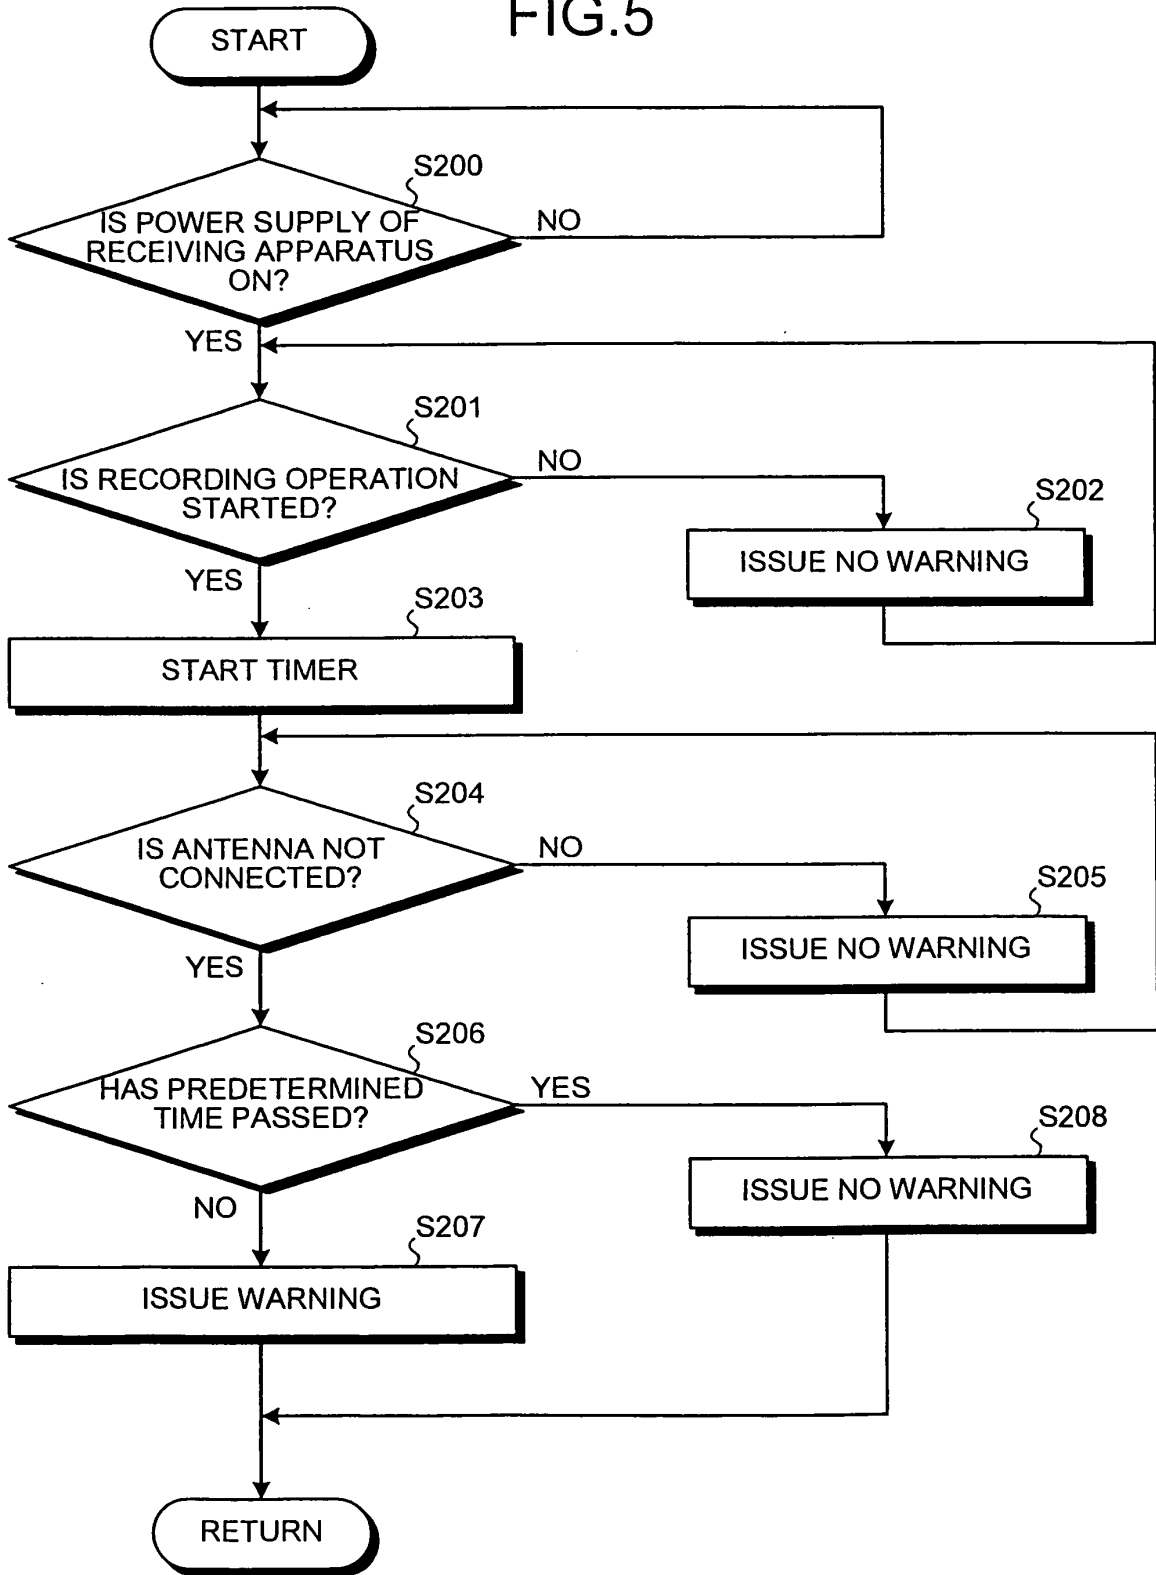 FIG.5
START
S200
IS POWER SUPPLY OF
RECEIVING APPARATUS
ON?
NO
YES
S201
IS RECORDING OPERATION
STARTED?
NO
S202
ISSUE NO WARNING
YES
S203
START TIMER
S204
IS ANTENNA NOT
CONNECTED?
NO
S205
ISSUE NO WARNING
YES
S206
HAS PREDETERMINED
TIME PASSED?
YES
S208
ISSUE NO WARNING
NO
S207
ISSUE WARNING
RETURN